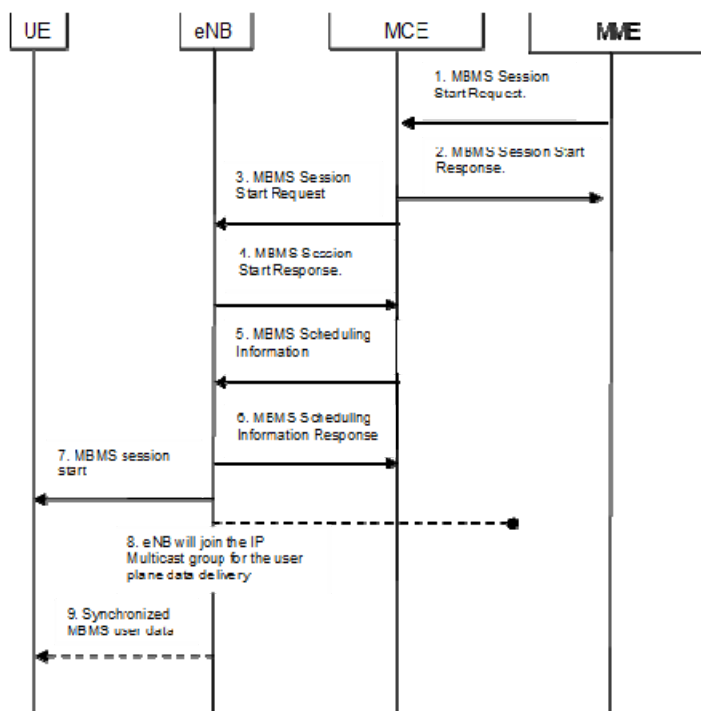 UE
eNB
MCE
MME
1. MBMS Session
Start Request.
2. MBMS Session Start
Response.
3. MBMS Session
Start Request
4. MBMS Session
Start Response.
5. MBMS Scheduling
Information
6. MBMS Scheduling
Information Response
7. MBMS session
start
8. eNB will join the IP
Multicast group for the user
plane data delivery
9. Synchronized
MBMS user data